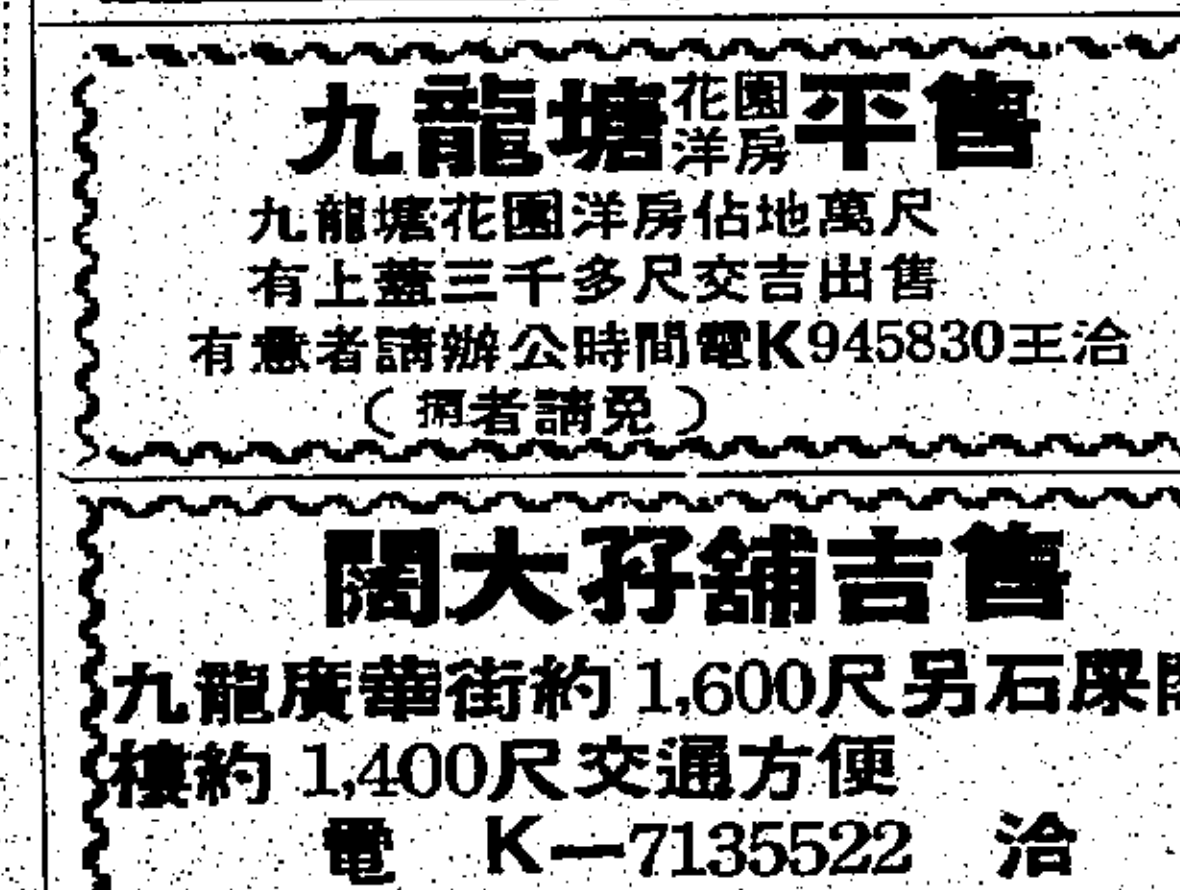 九龍塘花園洋房平售
九龍塘花園洋房佔地萬尺
有上蓋三千多尺交吉出售
有意者請辦公時間電K945830王洽
(捐者請免)
闊大孖舖吉售
九龍廣華街約1,600尺另石屎閣
樓約1,400尺交通方便
電 K—7135522 洽